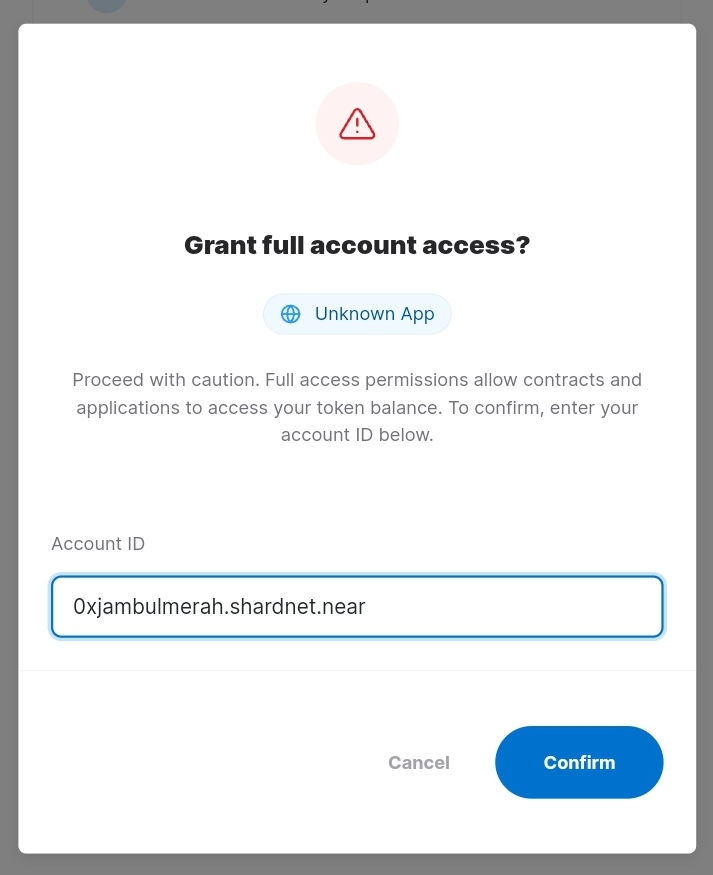 Grant full account access?
Unknown App
Proceed with caution. Full access permissions allow contracts and
applications to access your token balance. To confirm, enter your
account ID below.
Account ID
0xjambulmerah.shardnet.near
Cancel
Confirm